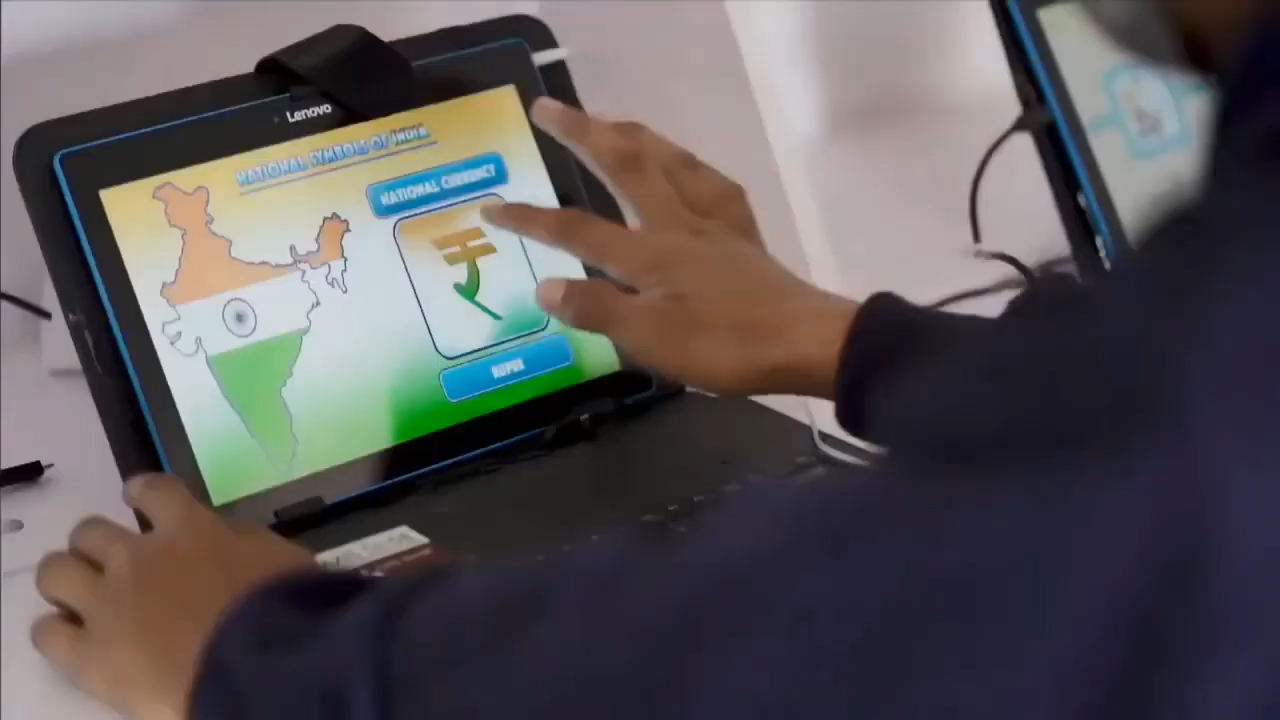 Lenovo
NATIONAL SYMBOLS OF INDIA
NATIONAL CURRENCY
₹
RUPEE